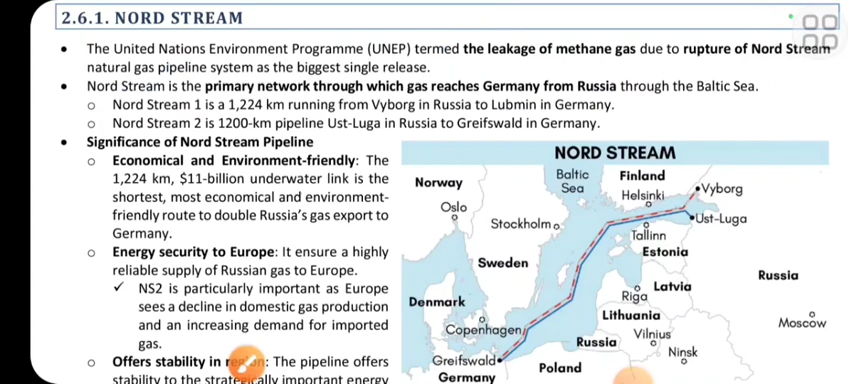 2.6.1. NORD STREAM
• The United Nations Environment Programme (UNEP) termed the leakage of methane gas due to rupture of Nord Stream
natural gas pipeline system as the biggest single release.
• Nord Stream is the primary network through which gas reaches Germany from Russia through the Baltic Sea.
o Nord Stream 1 is a 1,224 km running from Vyborg in Russia to Lubmin in Germany.
o Nord Stream 2 is 1200-km pipeline Ust-Luga in Russia to Greifswald in Germany.
• Significance of Nord Stream Pipeline
o Economical and Environment-friendly: The
1,224 km, $11-billion underwater link is the
shortest, most economical and environment-
friendly route to double Russia's gas export to
Germany.
o Energy security to Europe: It ensure a highly
reliable supply of Russian gas to Europe.
✓ NS2 is particularly important as Europe
sees a decline in domestic gas production
and an increasing demand for imported
gas.
o Offers stability in : The pipeline offers
stability to the strategically important energy
NORD STREAM
Baltic
Sea
Finland
Norway
Helsinki
Vyborg
Oslo
Stockholm
Ust-Luga
Tallinn
Estonia
Sweden
Russia
Latvia
Riga
Denmark
Lithuania
Moscow
Copenhagen
Vilnius
Russia
Ninsk
Greifswald
Poland
Germany